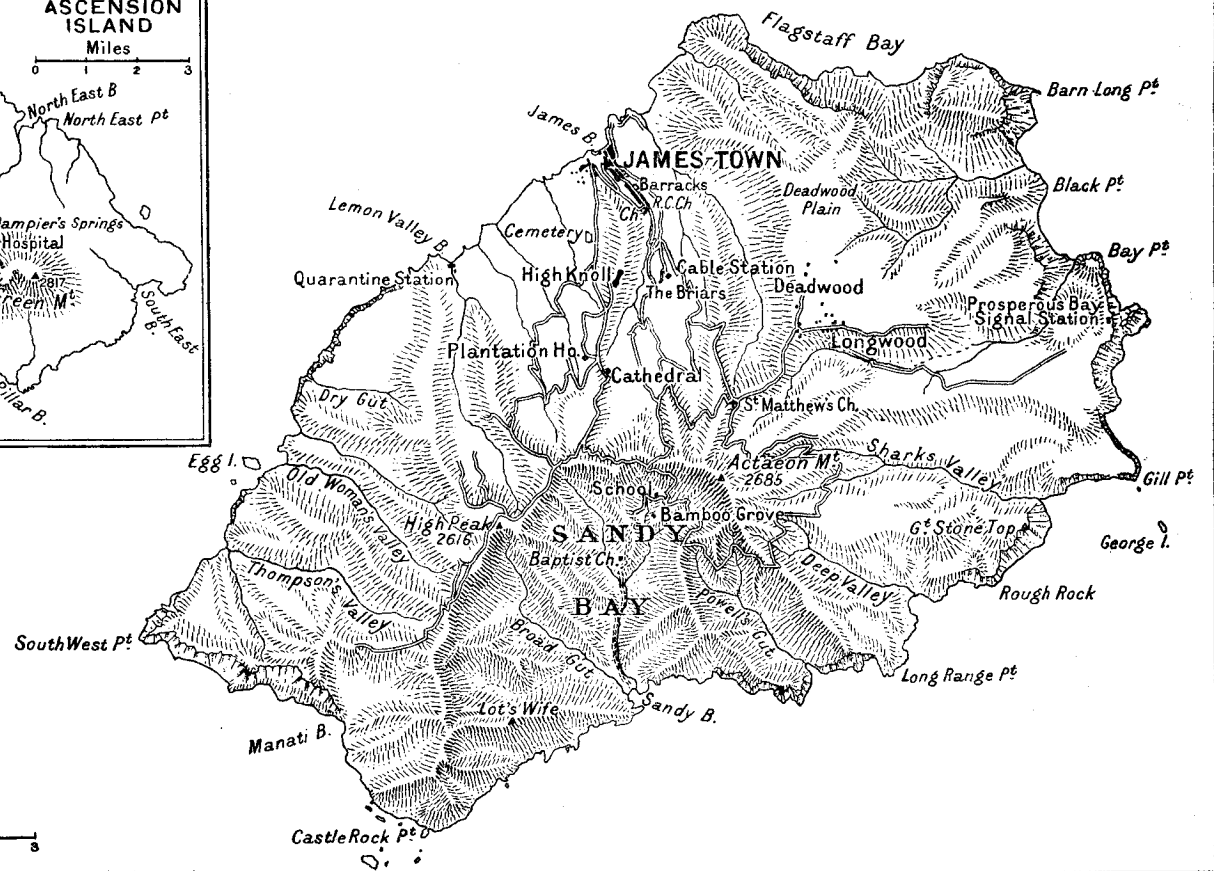 ASCENSION
ISLAND
Miles
0 1 2 3
North East B
North East Pt
Dampier's Springs
Hospital
2817
Green Mt
South East
B.
3
Flagstaff Bay
Barn Long Pt
James B.
JAMES-TOWN
Barracks
R.C.Ch
Ch.
Deadwood
Plain
Black Pt
Lemon Valley B.
Cemetery
Bay Pt
Quarantine Station
High Knoll
Cable Station
The Briars
Deadwood
Prosperous Bay
Signal Station
Longwood
Plantation Ho.
Cathedral
Dry Gut
St Matthew's Ch.
Egg I.
Old Womans Valley
Actaeon Mt
2685
Sharks Valley
Gill Pt
School
High Peak
2616
Bamboo Grove
SANDY
BAY
Gt Stone Top
George I.
Baptist Ch.
Thompson's Valley
Deep Valley
Rough Rock
Powell's Gut
South West Pt
Broad Gut
Long Range Pt
Lot's Wife
Sandy B.
Manati B.
Castle Rock Pt